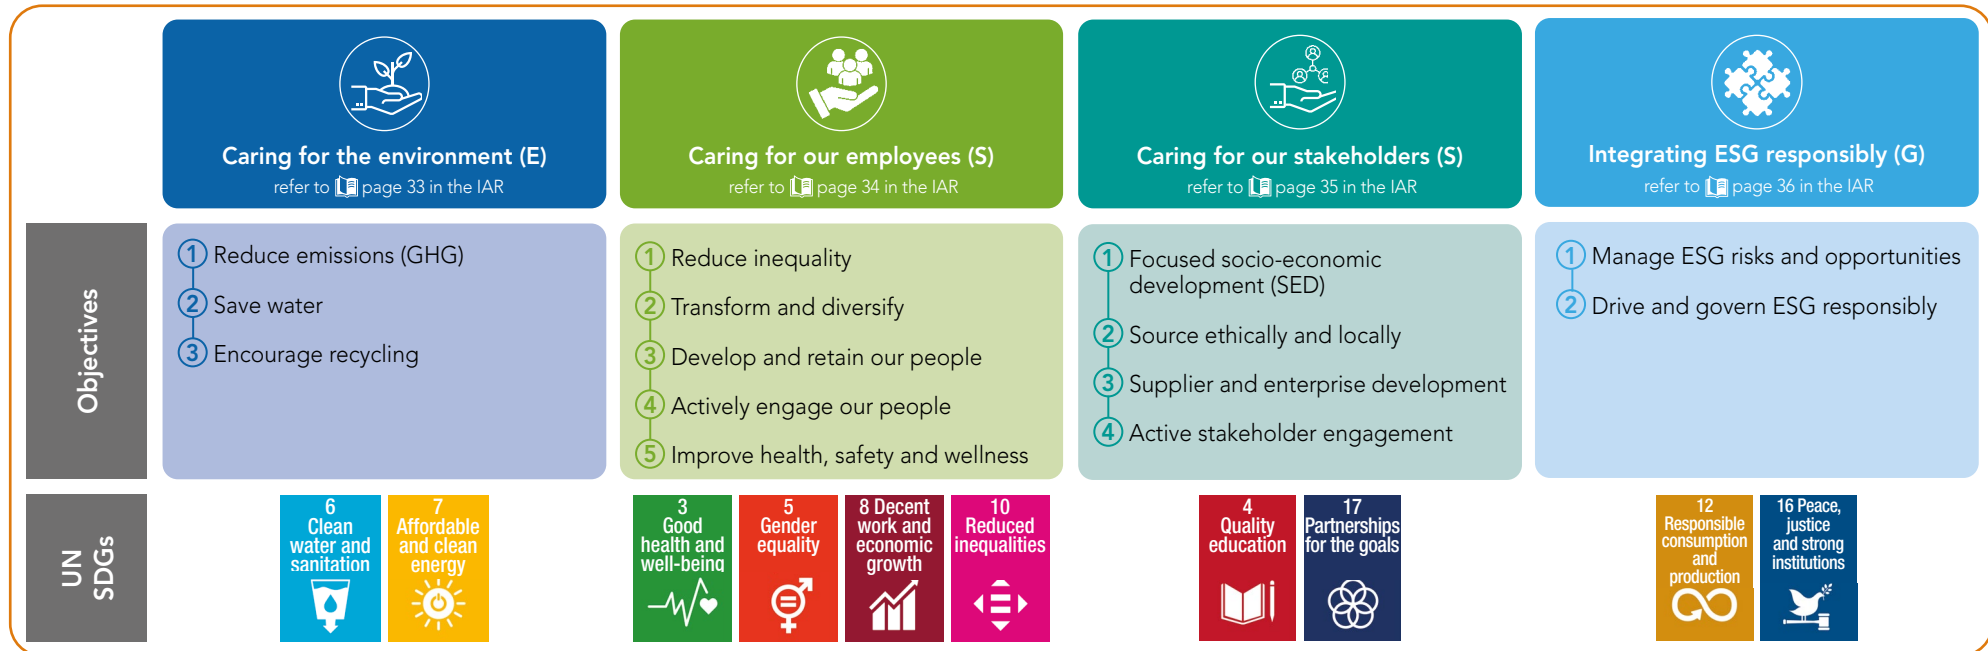 Caring for the environment (E)
refer to page 33 in the IAR
Caring for our employees (S)
refer to page 34 in the IAR
Caring for our stakeholders (S)
refer to page 35 in the IAR
Integrating ESG responsibly (G)
refer to page 36 in the IAR
Objectives
1 Reduce emissions (GHG)
2 Save water
3 Encourage recycling
1 Reduce inequality
2 Transform and diversify
3 Develop and retain our people
4 Actively engage our people
5 Improve health, safety and wellness
1 Focused socio-economic
development (SED)
2 Source ethically and locally
3 Supplier and enterprise development
4 Active stakeholder engagement
1 Manage ESG risks and opportunities
2 Drive and govern ESG responsibly
UN
SDGs
6
Clean
water and
sanitation
7
Affordable
and clean
energy
3
Good
health and
well-being
5
Gender
equality
8 Decent
work and
economic
growth
10
Reduced
inequalities
4
Quality
education
17
Partnerships
for the goals
12
Responsible
consumption
and
production
16 Peace,
justice
and strong
institutions